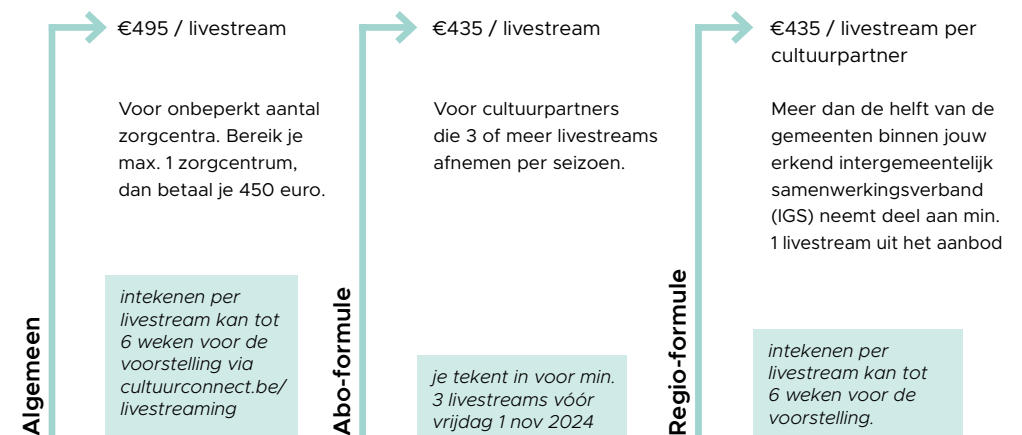 Algemeen
€495 / livestream
Voor onbeperkt aantal
zorgcentra. Bereik je
max. 1 zorgcentrum,
dan betaal je 450 euro.
intekenen per
livestream kan tot
6 weken voor de
voorstelling via
cultuurconnect.be/
livestreaming
Abo-formule
€435 / livestream
Voor cultuurpartners
die 3 of meer livestreams
afnemen per seizoen.
je tekent in voor min.
3 livestreams vóór
vrijdag 1 nov 2024
Regio-formule
€435 / livestream per
cultuurpartner
Meer dan de helft van de
gemeenten binnen jouw
erkend intergemeentelijk
samenwerkingsverband
(IGS) neemt deel aan min.
1 livestream uit het aanbod
intekenen per
livestream kan tot
6 weken voor de
voorstelling.